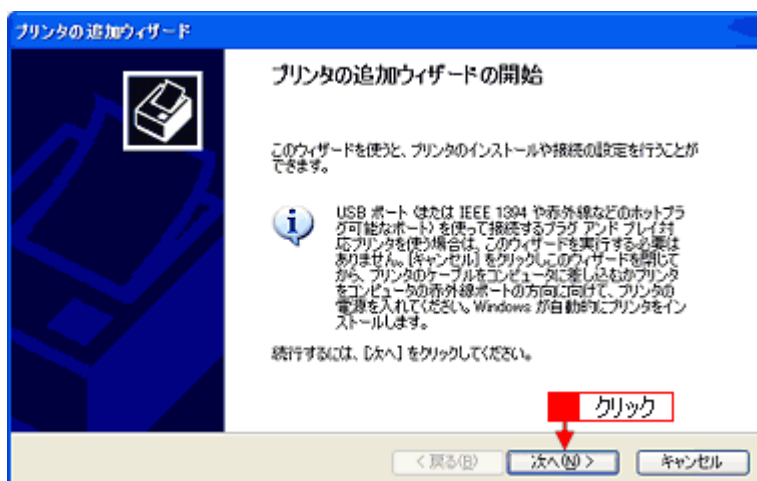 プリンタの追加ウィザード
プリンタの追加ウィザードの開始
このウィザードを使うと、プリンタのインストールや接続の設定を行うことが
できます。
USB ポート (または IEEE 1394 や赤外線などのホットプラ
グ可能なポート) を使って接続するプラグ アンド プレイ対
応プリンタを使う場合は、このウィザードを実行する必要は
ありません。[キャンセル] をクリックしこのウィザードを閉じて
から、プリンタのケーブルをコンピュータに差し込むかプリンタ
をコンピュータの赤外線ポートの方向に向けて、プリンタの
電源を入れてください。Windows が自動的にプリンタをイン
ストールします。
続行するには、[次へ] をクリックしてください。
クリック
< 戻る(B)
次へ(N) >
キャンセル